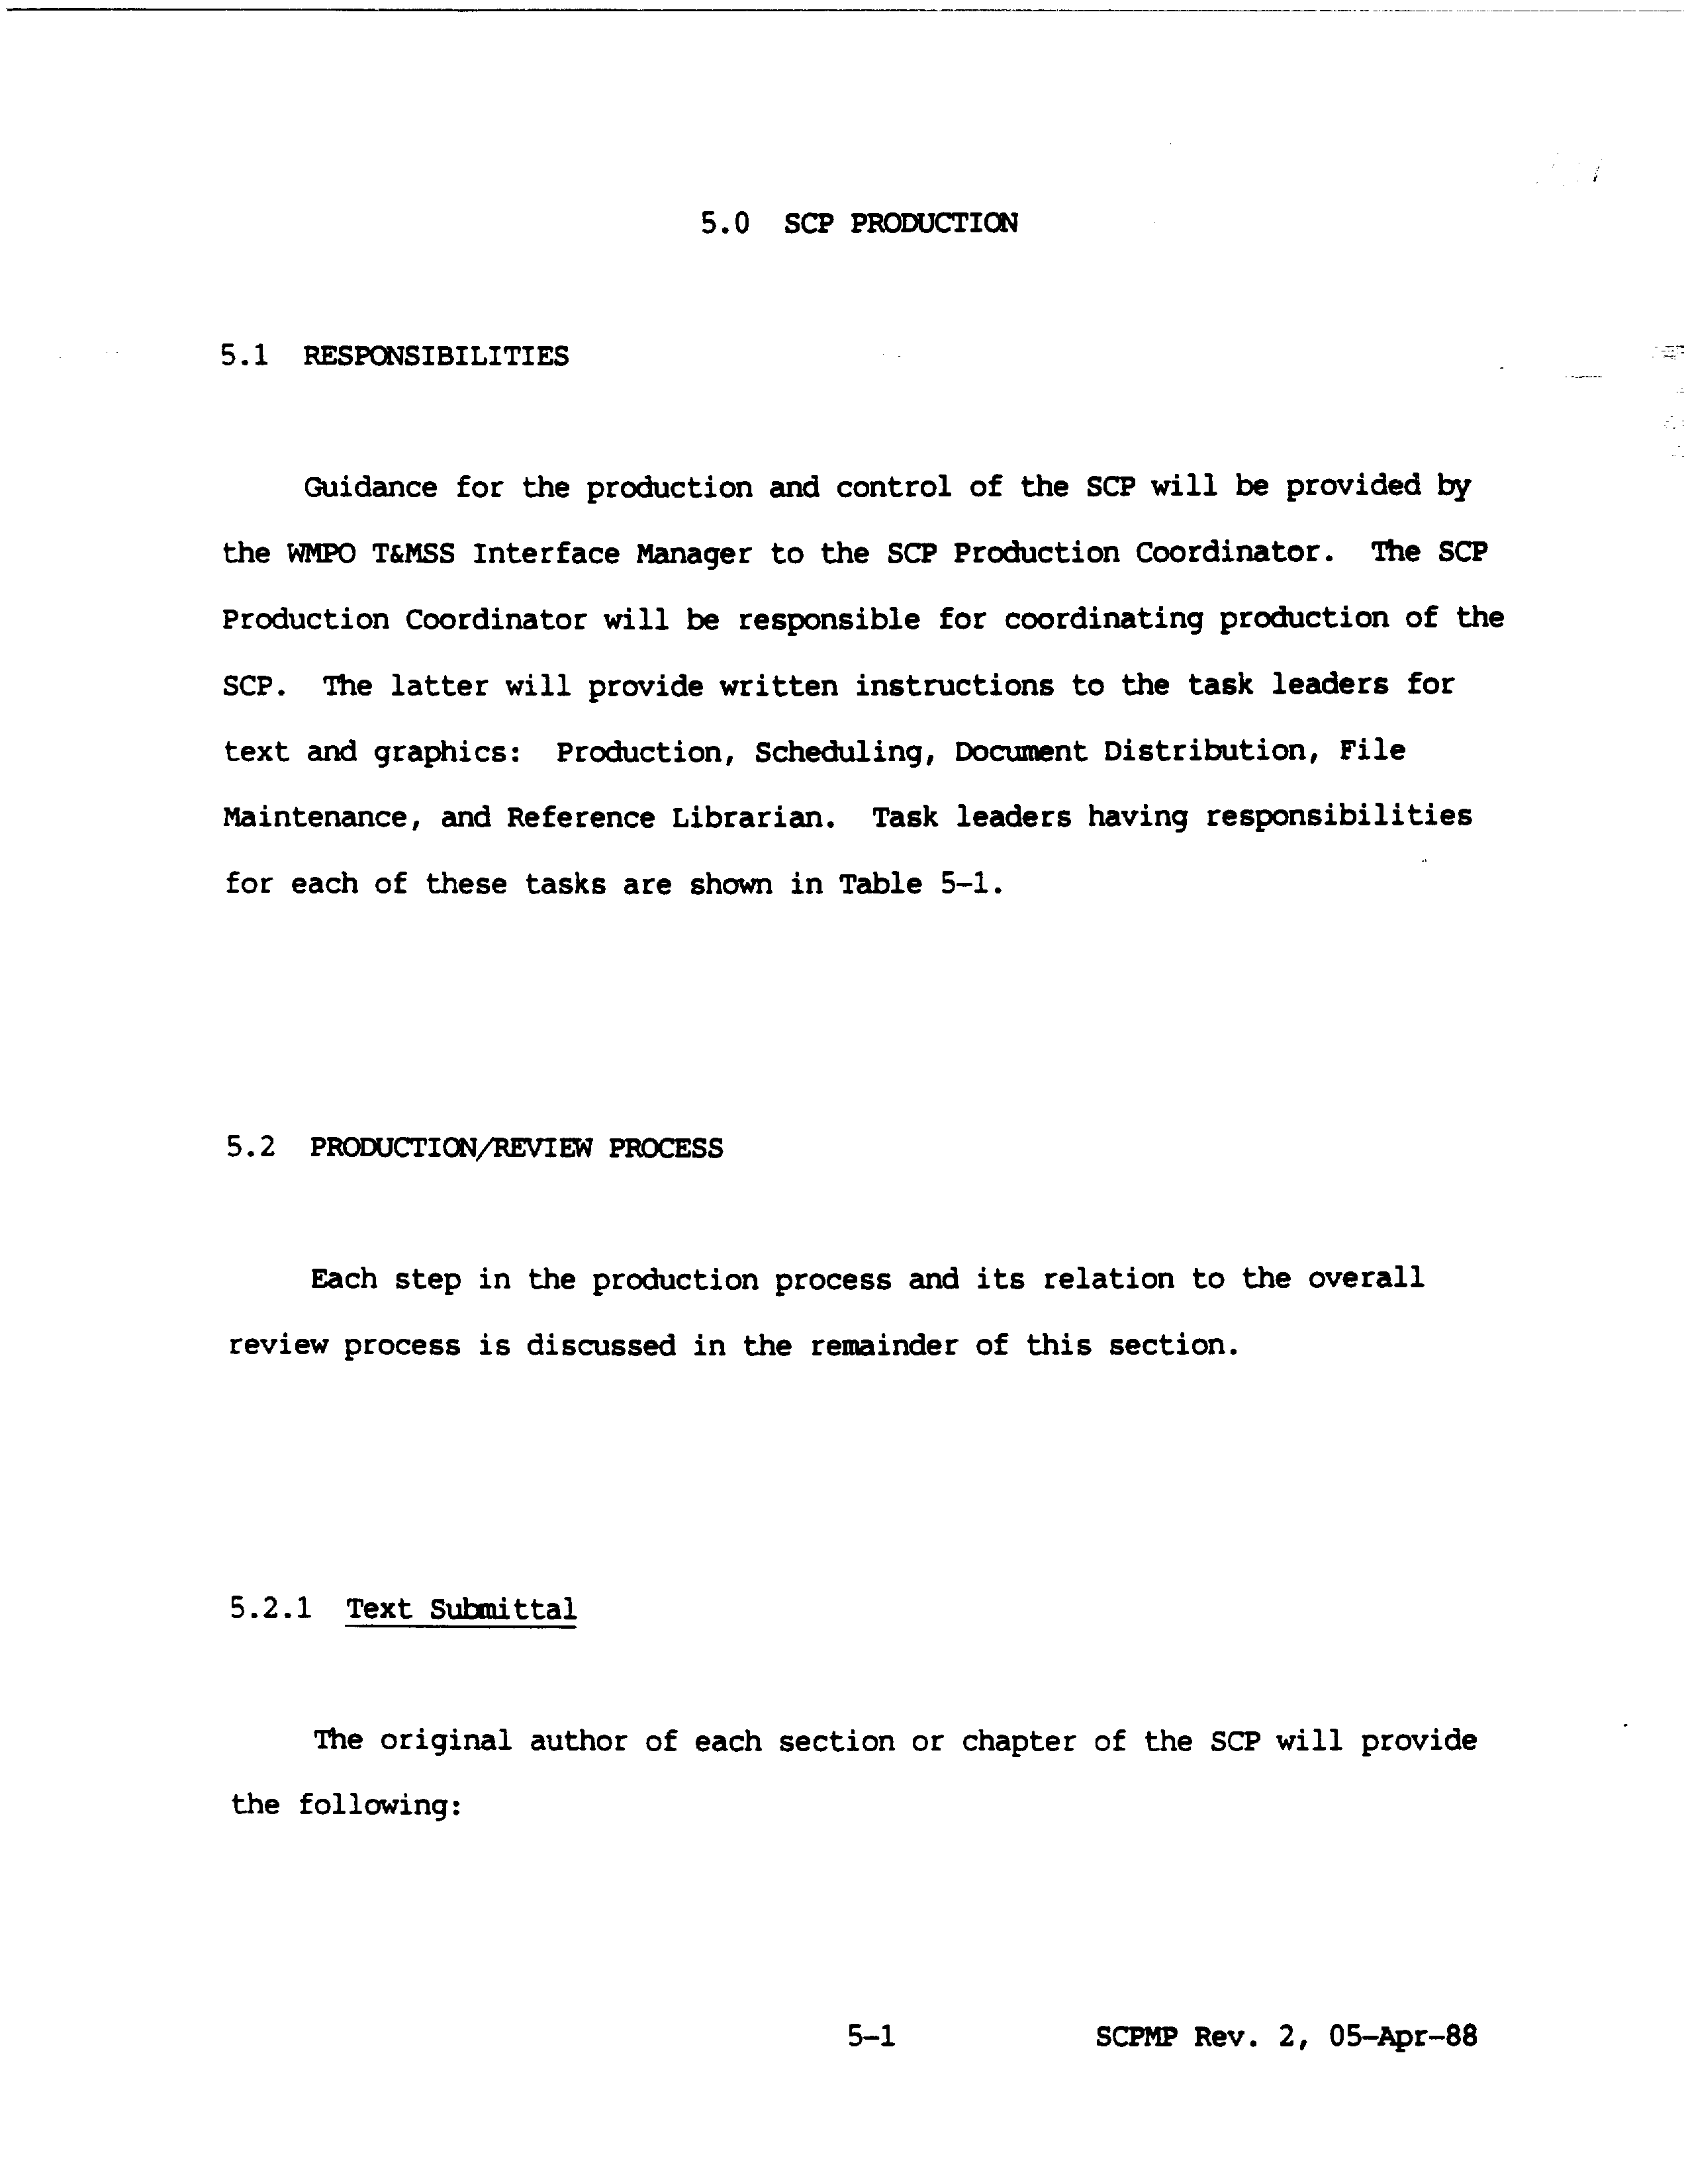 5.0 SCP PRODUCTION
5.1 RESPONSIBILITIES
Guidance for the production and control of the SCP will be provided by
the WMPO T&MSS Interface Manager to the SCP Production Coordinator. The SCP
Production Coordinator will be responsible for coordinating production of the
SCP. The latter will provide written instructions to the task leaders for
text and graphics: Production, Scheduling, Document Distribution, File
Maintenance, and Reference Librarian. Task leaders having responsibilities
for each of these tasks are shown in Table 5-1.
5.2 PRODUCTION/REVIEW PROCESS
Each step in the production process and its relation to the overall
review process is discussed in the remainder of this section.
5.2.1 Text Submittal
The original author of each section or chapter of the SCP will provide
the following:
5-1 SCPMP Rev. 2, 05-Apr-88